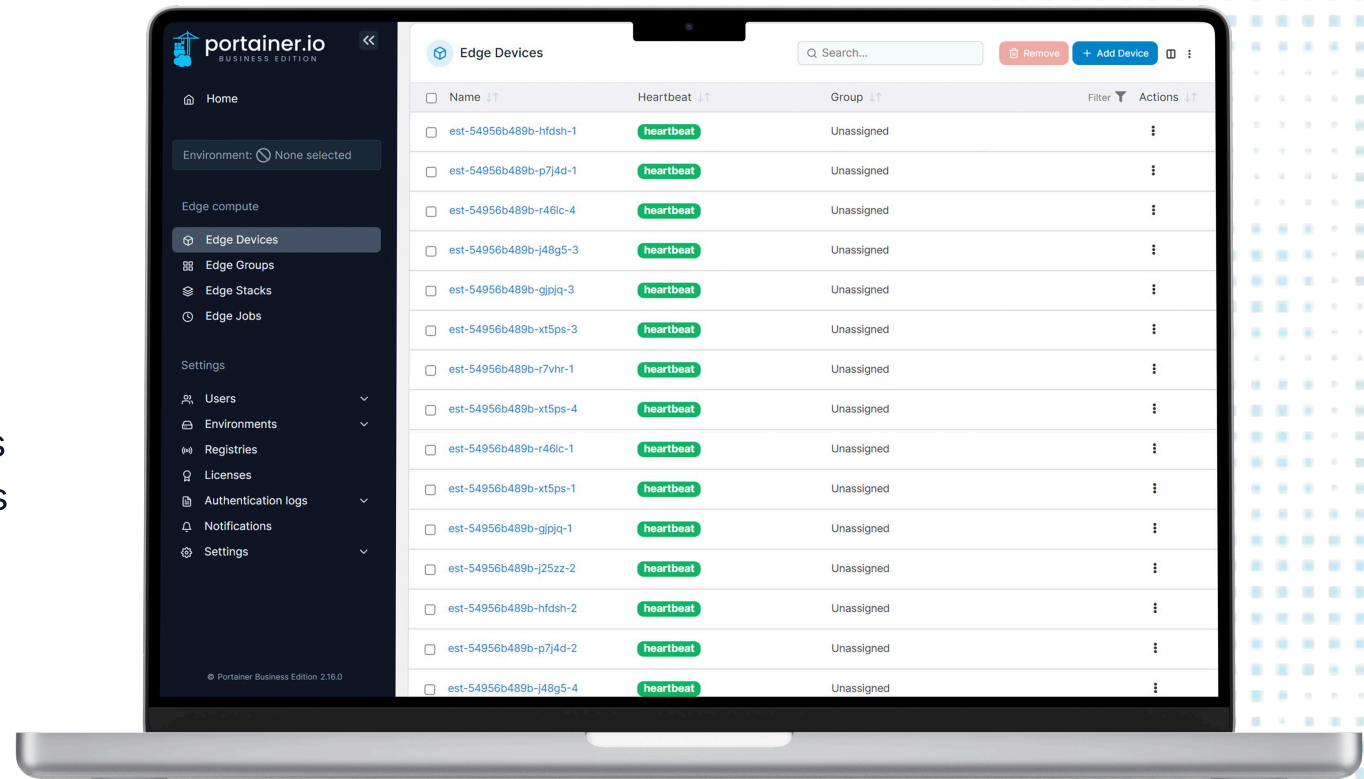 portainer.io
BUSINESS EDITION
Home
Environment: None selected
Edge compute
Edge Devices
Edge Groups
Edge Stacks
Edge Jobs
Settings
Users
Environments
Registries
Licenses
Authentication logs
Notifications
Settings
© Portainer Business Edition 2.16.0
s
s
Edge Devices Search... Remove + Add Device
Name Heartbeat Group Filter Actions
est-54956b489b-hfdsh-1 heartbeat Unassigned
est-54956b489b-p7j4d-1 heartbeat Unassigned
est-54956b489b-r46lc-4 heartbeat Unassigned
est-54956b489b-j48g5-3 heartbeat Unassigned
est-54956b489b-gjpjq-3 heartbeat Unassigned
est-54956b489b-xt5ps-3 heartbeat Unassigned
est-54956b489b-r7vhr-1 heartbeat Unassigned
est-54956b489b-xt5ps-4 heartbeat Unassigned
est-54956b489b-r46lc-1 heartbeat Unassigned
est-54956b489b-xt5ps-1 heartbeat Unassigned
est-54956b489b-gjpjq-1 heartbeat Unassigned
est-54956b489b-j25zz-2 heartbeat Unassigned
est-54956b489b-hfdsh-2 heartbeat Unassigned
est-54956b489b-p7j4d-2 heartbeat Unassigned
est-54956b489b-j48g5-4 heartbeat Unassigned